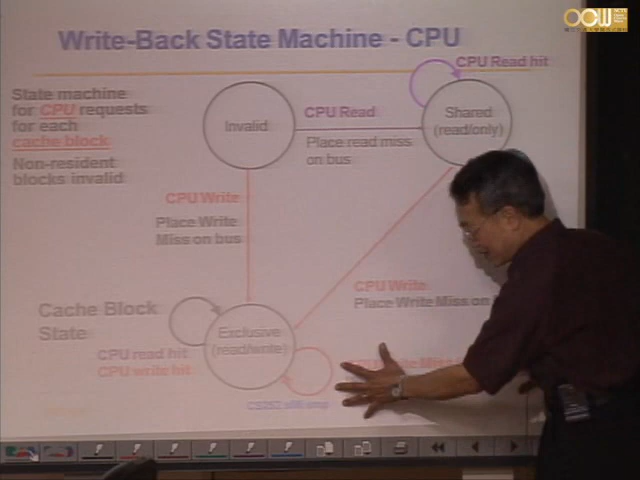 OCW
Write-Back State Machine - CPU
CPU Read hit
State machine
for CPU requests
for each
cache block
Non-resident
blocks invalid
Invalid
CPU Read
Place read miss
on bus
Shared
(read/only)
CPU Write
Place Write
Miss on bus
CPU Write
Place Write Miss on
Cache Block
State
Exclusive
(read/write)
CPU read hit
CPU write hit
Miss